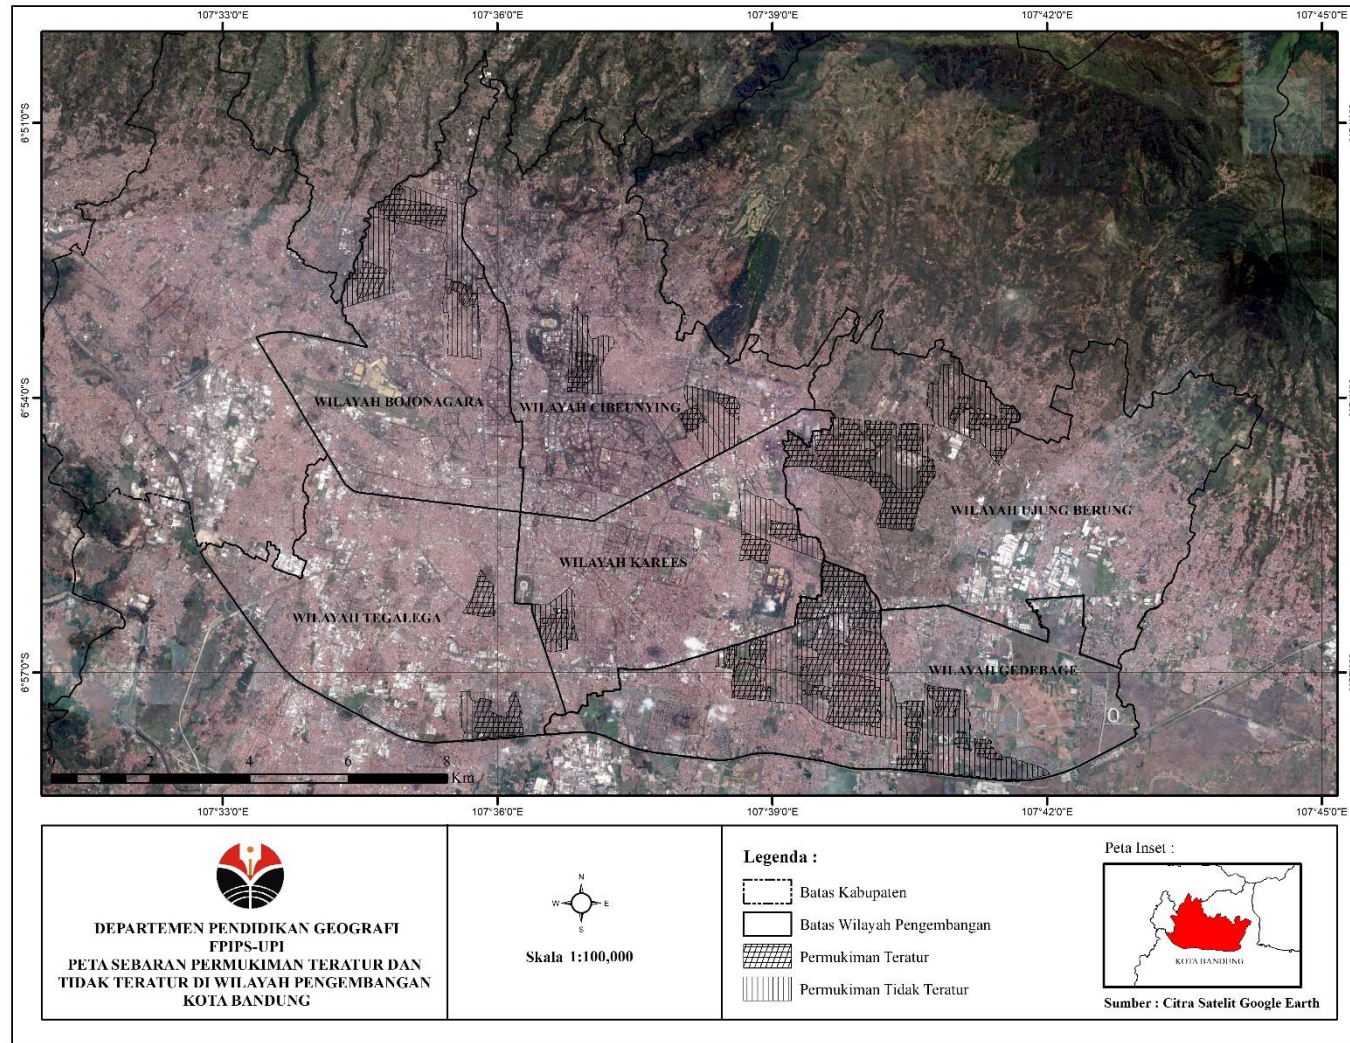 107°33'0"E 107°36'0"E 107°39'0"E 107°42'0"E 107°45'0"E
6°51'0"S
6°54'0"S
WILAYAH BOJONAGARA
WILAYAH CIBEUNYING
WILAYAH UJUNG BERUNG
WILAYAH KAREES
WILAYAH TEGALEGA
6°57'0"S
WILAYAH GEDEBAGE
0 1 2 4 6 8
Km
107°33'0"E 107°36'0"E 107°39'0"E 107°42'0"E 107°45'0"E
DEPARTEMEN PENDIDIKAN GEOGRAFI
FPIPS-UPI
PETA SEBARAN PERMUKIMAN TERATUR DAN
TIDAK TERATUR DI WILAYAH PENGEMBANGAN
KOTA BANDUNG
N
W E
S
Skala 1:100,000
Legenda :
Batas Kabupaten
Batas Wilayah Pengembangan
Permukiman Teratur
Permukiman Tidak Teratur
Peta Inset :
KOTA BANDUNG
Sumber : Citra Satelit Google Earth